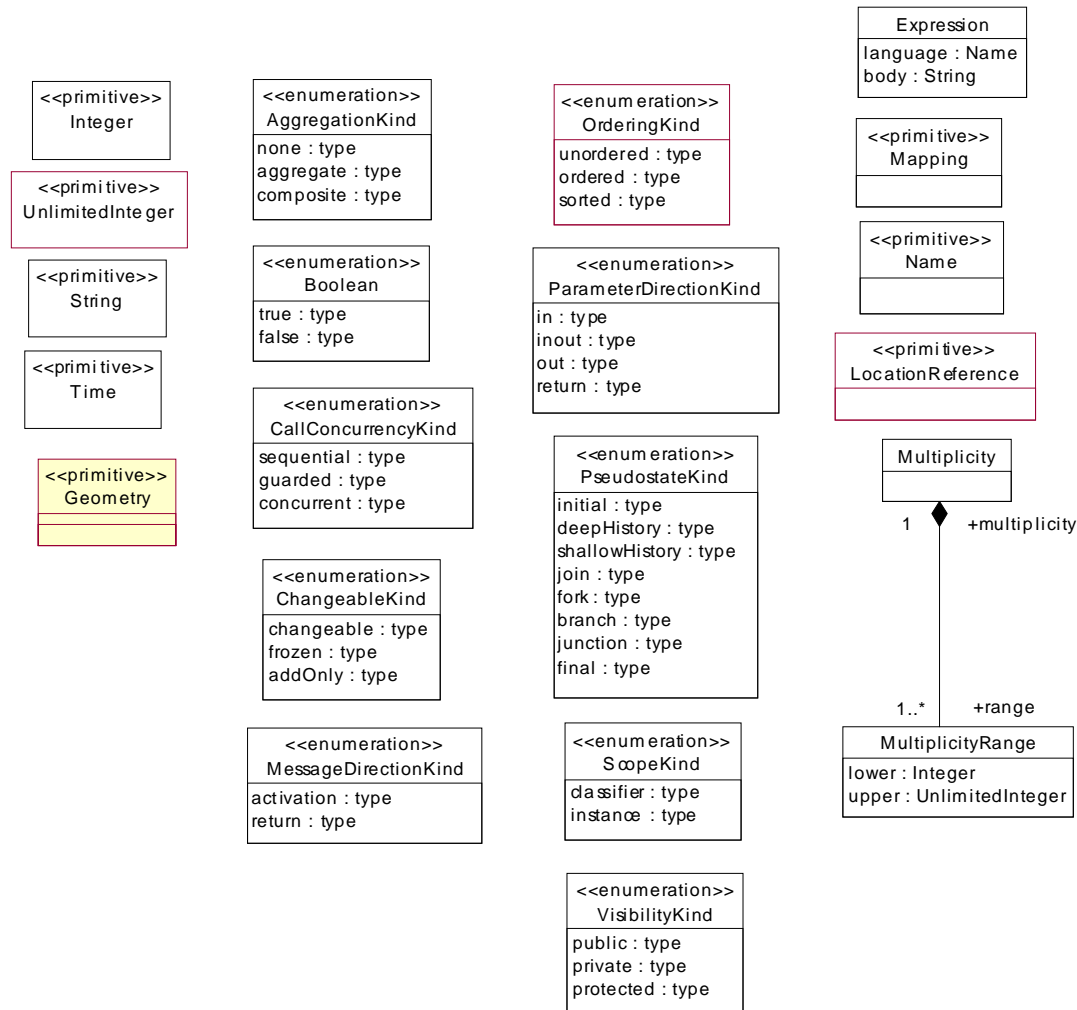 <<primitive>>
Integer
<<primitive>>
UnlimitedInteger
<<primitive>>
String
<<primitive>>
Time
<<primitive>>
Geometry
<<enumeration>>
AggregationKind
none : type
aggregate : type
composite : type
<<enumeration>>
Boolean
true : type
false : type
<<enumeration>>
CallConcurrencyKind
sequential : type
guarded : type
concurrent : type
<<enumeration>>
ChangeableKind
changeable : type
frozen : type
addOnly : type
<<enumeration>>
MessageDirectionKind
activation : type
return : type
<<enumeration>>
OrderingKind
unordered : type
ordered : type
sorted : type
<<enumeration>>
ParameterDirectionKind
in : type
inout : type
out : type
return : type
<<enumeration>>
PseudostateKind
initial : type
deepHistory : type
shallowHistory : type
join : type
fork : type
branch : type
junction : type
final : type
<<enumeration>>
ScopeKind
classifier : type
instance : type
<<enumeration>>
VisibilityKind
public : type
private : type
protected : type
Expression
language : Name
body : String
<<primitive>>
Mapping
<<primitive>>
Name
<<primitive>>
LocationReference
Multiplicity
1 +multiplicity
1..* +range
MultiplicityRange
lower : Integer
upper : UnlimitedInteger